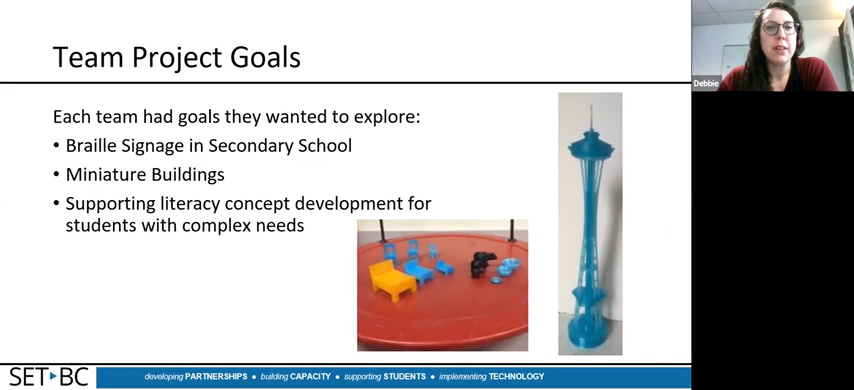 Team Project Goals
Debbie
Each team had goals they wanted to explore:
• Braille Signage in Secondary School
• Miniature Buildings
• Supporting literacy concept development for
students with complex needs
SET▸BC
developing PARTNERSHIPS • building CAPACITY • supporting STUDENTS • implementing TECHNOLOGY